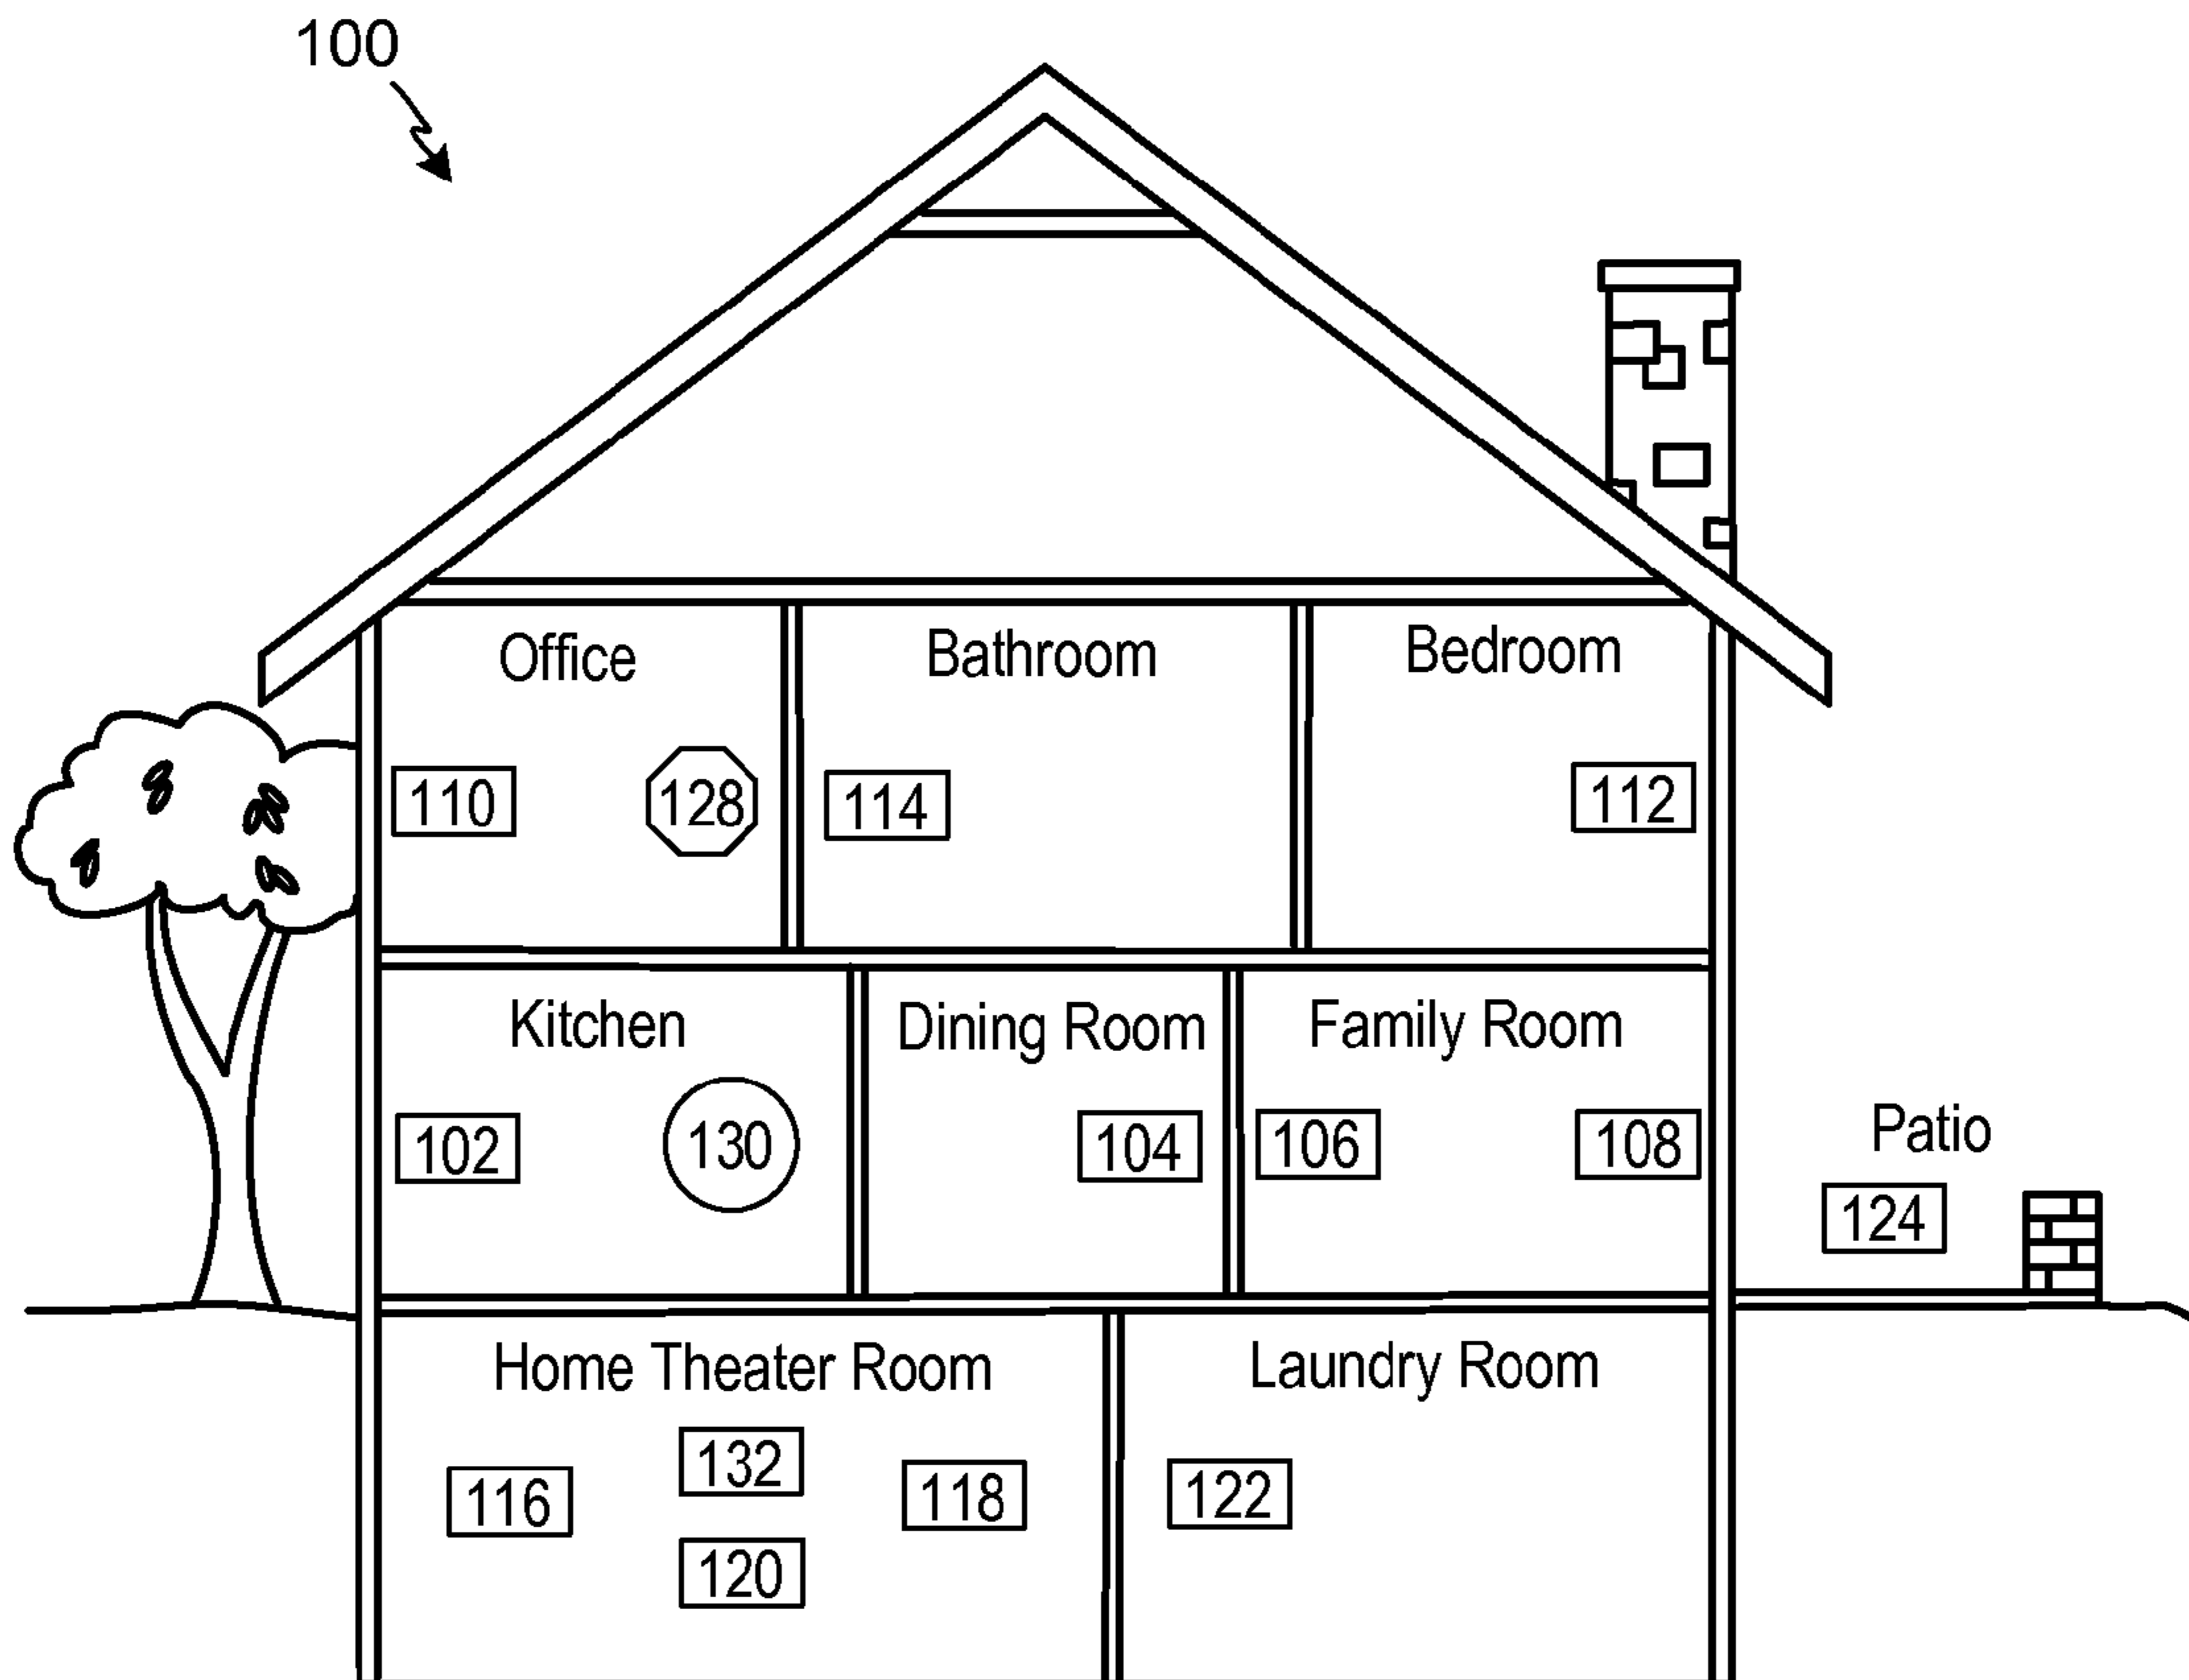 100
Office
Bathroom
Bedroom
110
128
114
112
Kitchen
Dining Room
Family Room
102
130
104
106
108
Patio
124
Home Theater Room
Laundry Room
116
132
118
120
122